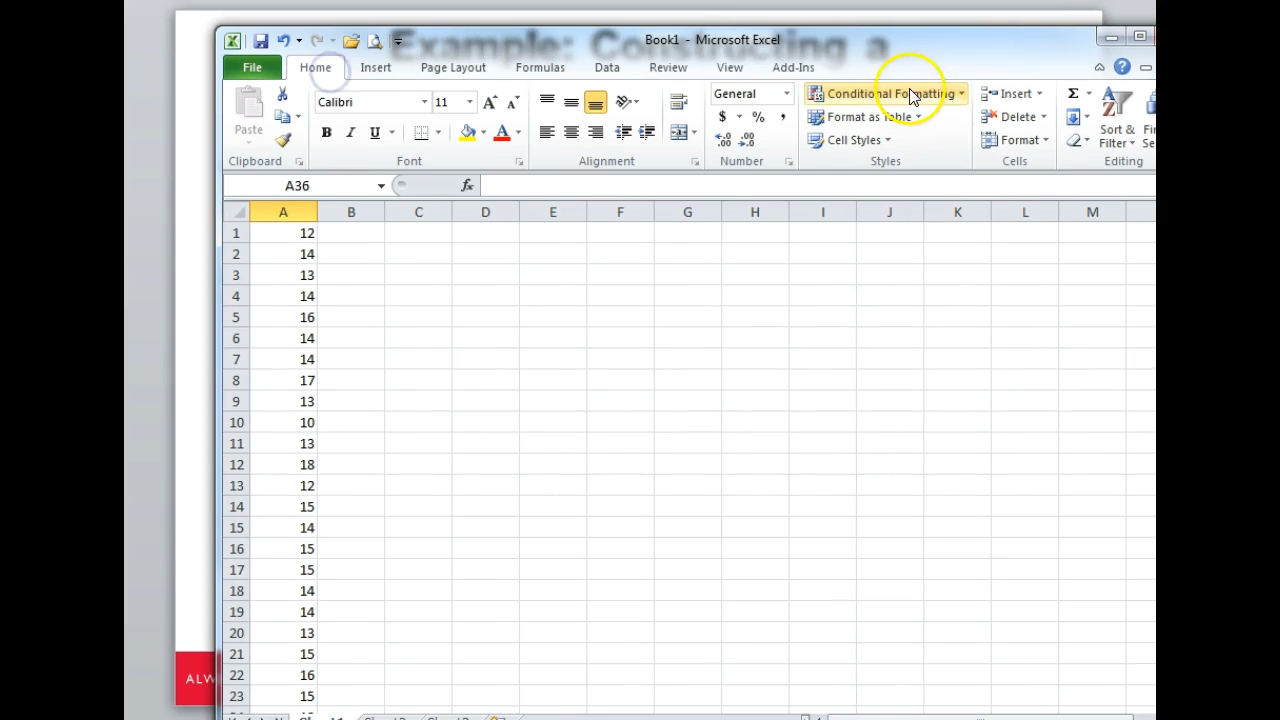 Example: Constructing a
Book1 - Microsoft Excel
File Home Insert Page Layout Formulas Data Review View Add-Ins
Calibri 11 General Conditional Formatting Insert Σ
Paste $ % , Format as Table Delete Sort &
B I U A Cell Styles Format Filter
Clipboard Font Alignment Number Styles Cells Editing
A36 fx
A B C D E F G H I J K L M
1 12
2 14
3 13
4 14
5 16
6 14
7 14
8 17
9 13
10 10
11 13
12 18
13 12
14 15
15 14
16 15
17 15
18 14
19 14
20 13
21 15
22 16
23 15
ALW